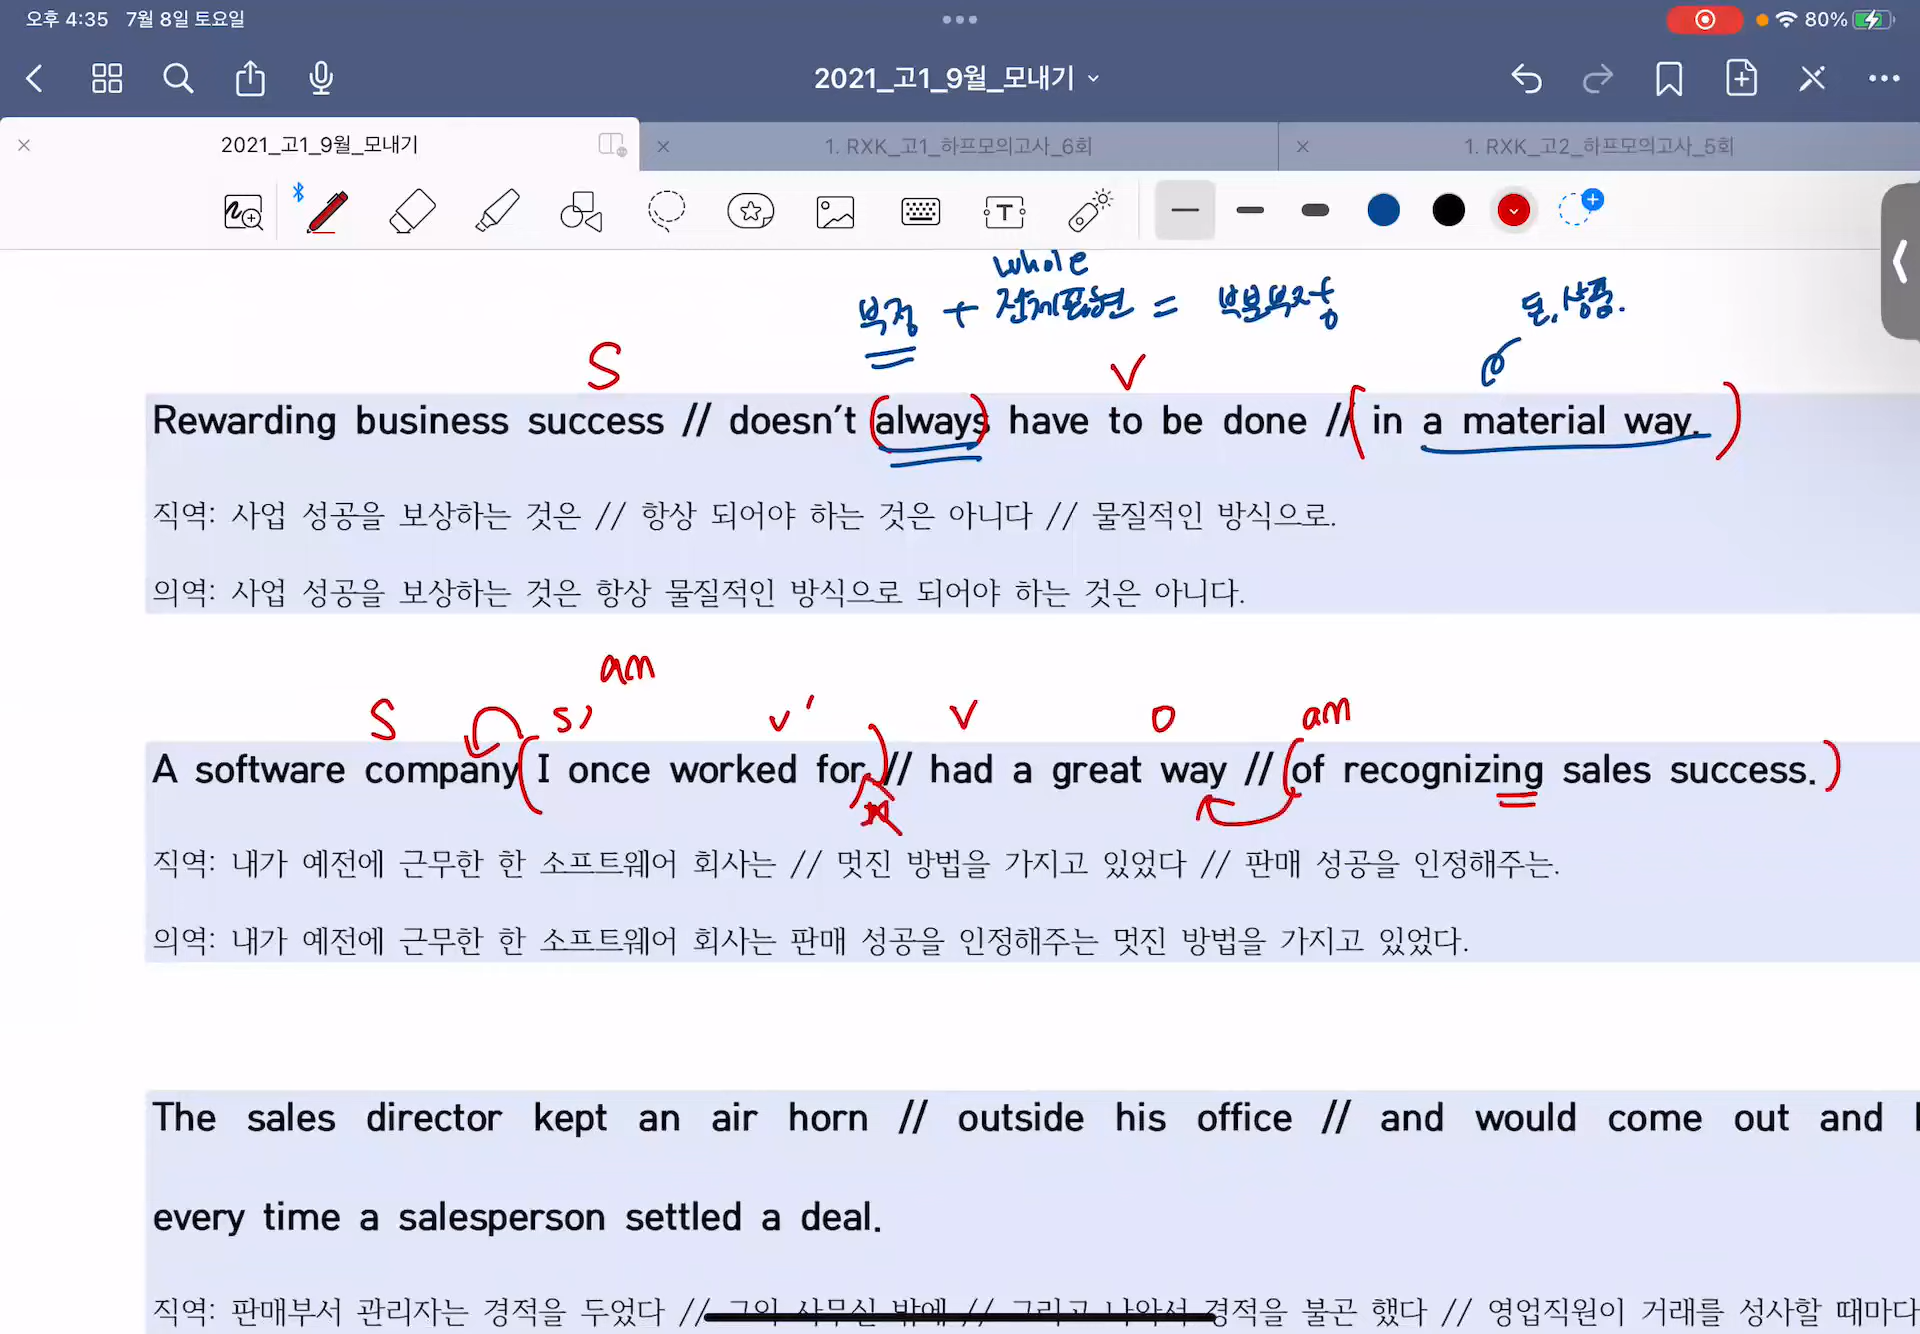 오후 4:35 7월 8일 토요일 80%
2021_고1_9월_모내기
2021_고1_9월_모내기 1. RXK_고1_하프모의고사_6회 1. RXK_고2_하프모의고사_5회
whole
부정 + 전체표현 = 부분부정 돈, 상품.
S V
Rewarding business success // doesn't always have to be done // ( in a material way. )
직역: 사업 성공을 보상하는 것은 // 항상 되어야 하는 것은 아니다 // 물질적인 방식으로.
의역: 사업 성공을 보상하는 것은 항상 물질적인 방식으로 되어야 하는 것은 아니다.
am
S s' v' V O am
A software company ( I once worked for. ) // had a great way // ( of recognizing sales success. )
직역: 내가 예전에 근무한 한 소프트웨어 회사는 // 멋진 방법을 가지고 있었다 // 판매 성공을 인정해주는.
의역: 내가 예전에 근무한 한 소프트웨어 회사는 판매 성공을 인정해주는 멋진 방법을 가지고 있었다.
The sales director kept an air horn // outside his office // and would come out and
every time a salesperson settled a deal.
직역: 판매부서 관리자는 경적을 두었다 // 그의 사무실 밖에 // 그리고 나와서 경적을 불곤 했다 // 영업직원이 거래를 성사할 때마다